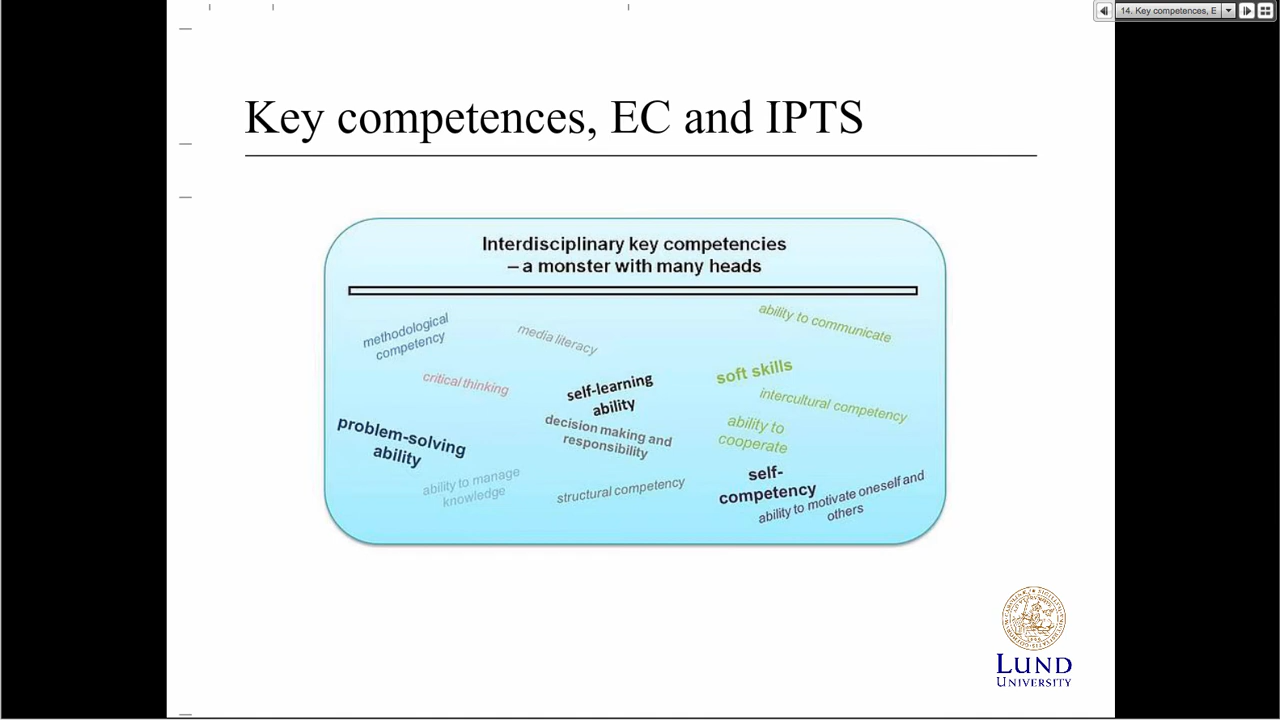 14. Key competences, E
Key competences, EC and IPTS
Interdisciplinary key competencies
– a monster with many heads
methodological
competency
media literacy
ability to communicate
critical thinking
self-learning
ability
soft skills
intercultural competency
problem-solving
ability
decision making and
responsibility
ability to
cooperate
ability to manage
knowledge
structural competency
self-
competency
ability to motivate oneself and
others
LUND
UNIVERSITY